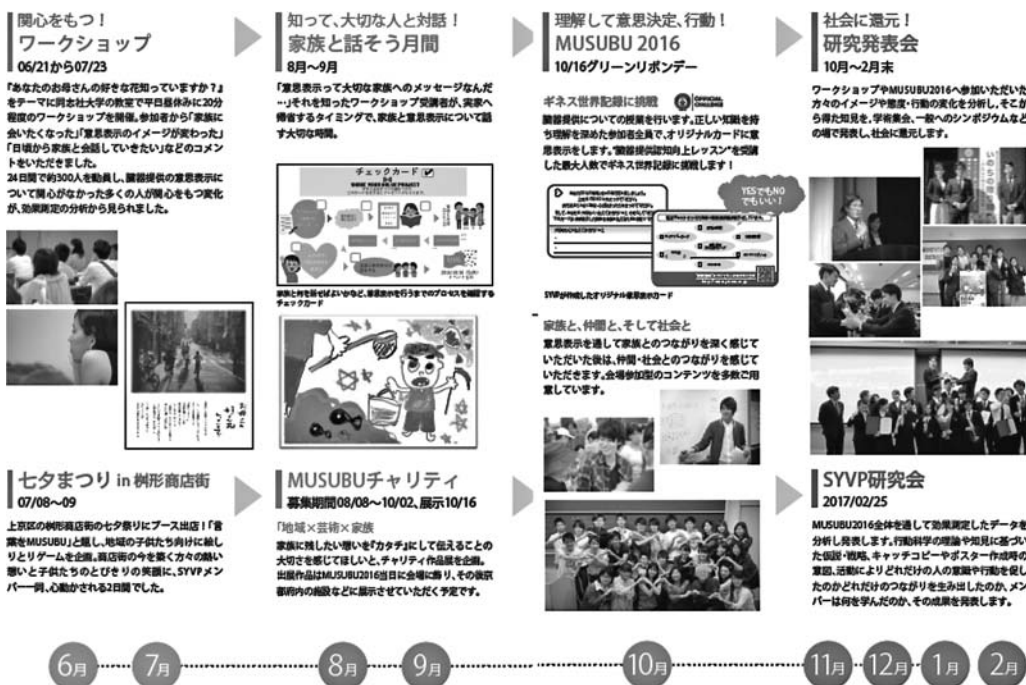 関心をもつ！
ワークショップ
06/21から07/23
『あなたのお母さんの好きな花知っていますか？』
をテーマに同志社大学の教室で平日昼休みに20分
程度のワークショップを開催。参加者から「家族に
会いたくなった」「意思表示のイメージが変わった」
「日頃から家族と会話していきたい」などのコメン
トをいただきました。
24日間で約300人を動員し、臓器提供の意思表示に
ついて関心がなかった多くの人が関心をもつ変化
が、効果測定の分析から見られました。
七夕まつり in 桝形商店街
07/08〜09
上京区の桝形商店街の七夕祭りにブース出店！「言
葉をMUSUBU」と題し、地域の子供たち向けに絵し
りとりゲームを企画。商店街の今を築く方々の熱い
想いと子供たちのとびきりの笑顔に、SYVPメン
バー一同、心動かされる2日間でした。
知って、大切な人と対話！
家族と話そう月間
8月〜9月
「意思表示って大切な家族へのメッセージなんだ
…」それを知ったワークショップ受講者が、実家へ
帰省するタイミングで、家族と意思表示について話
す大切な時間。
チェックカード
家族と何を話せばよいかなど、意思表示を行うまでのプロセスを確認する
チェックカード
MUSUBUチャリティ
募集期間08/08〜10/02、展示10/16
「地域×芸術×家族
家族に残したい想いを『カタチ』にして伝えることの
大切さを感じてほしいと、チャリティ作品展を企画。
出展作品はMUSUBU2016当日に会場に飾り、その後京
都府内の施設などに展示させていただく予定です。
理解して意思決定、行動！
MUSUBU 2016
10/16グリーンリボンデー
ギネス世界記録に挑戦
OFFICIAL
臓器提供についての授業を行います。正しい知識を持
ち理解を深めた参加者全員で、オリジナルカードに意
思表示をします。"臓器提供認知向上レッスン"を受講
した最大人数でギネス世界記録に挑戦します！
YESでもNO
でもいい！
SYVPが作成したオリジナル意思表示カード
家族と、仲間と、そして社会と
意思表示を通して家族とのつながりを深く感じて
いただいた後は、仲間・社会とのつながりを感じて
いただきます。会場参加型のコンテンツを多数ご用
意しています。
社会に還元！
研究発表会
10月〜2月末
ワークショップやMUSUBU2016へ参加いただいた
方々のイメージや態度・行動の変化を分析し、そこか
ら得た知見を、学術集会、一般へのシンポジウムなど
の場で発表し、社会に還元します。
SYVP研究会
2017/02/25
MUSUBU2016全体を通して効果測定したデータを
分析し発表します。行動科学の理論や知見に基づい
た仮説・戦略、キャッチコピーやポスター作成時の
意図、活動によりどれだけの人の意識や行動を促し
たのかどれだけのつながりを生み出したのか、メン
バーは何を学んだのか、その成果を発表します。
6月
7月
8月
9月
10月
11月
12月
1月
2月